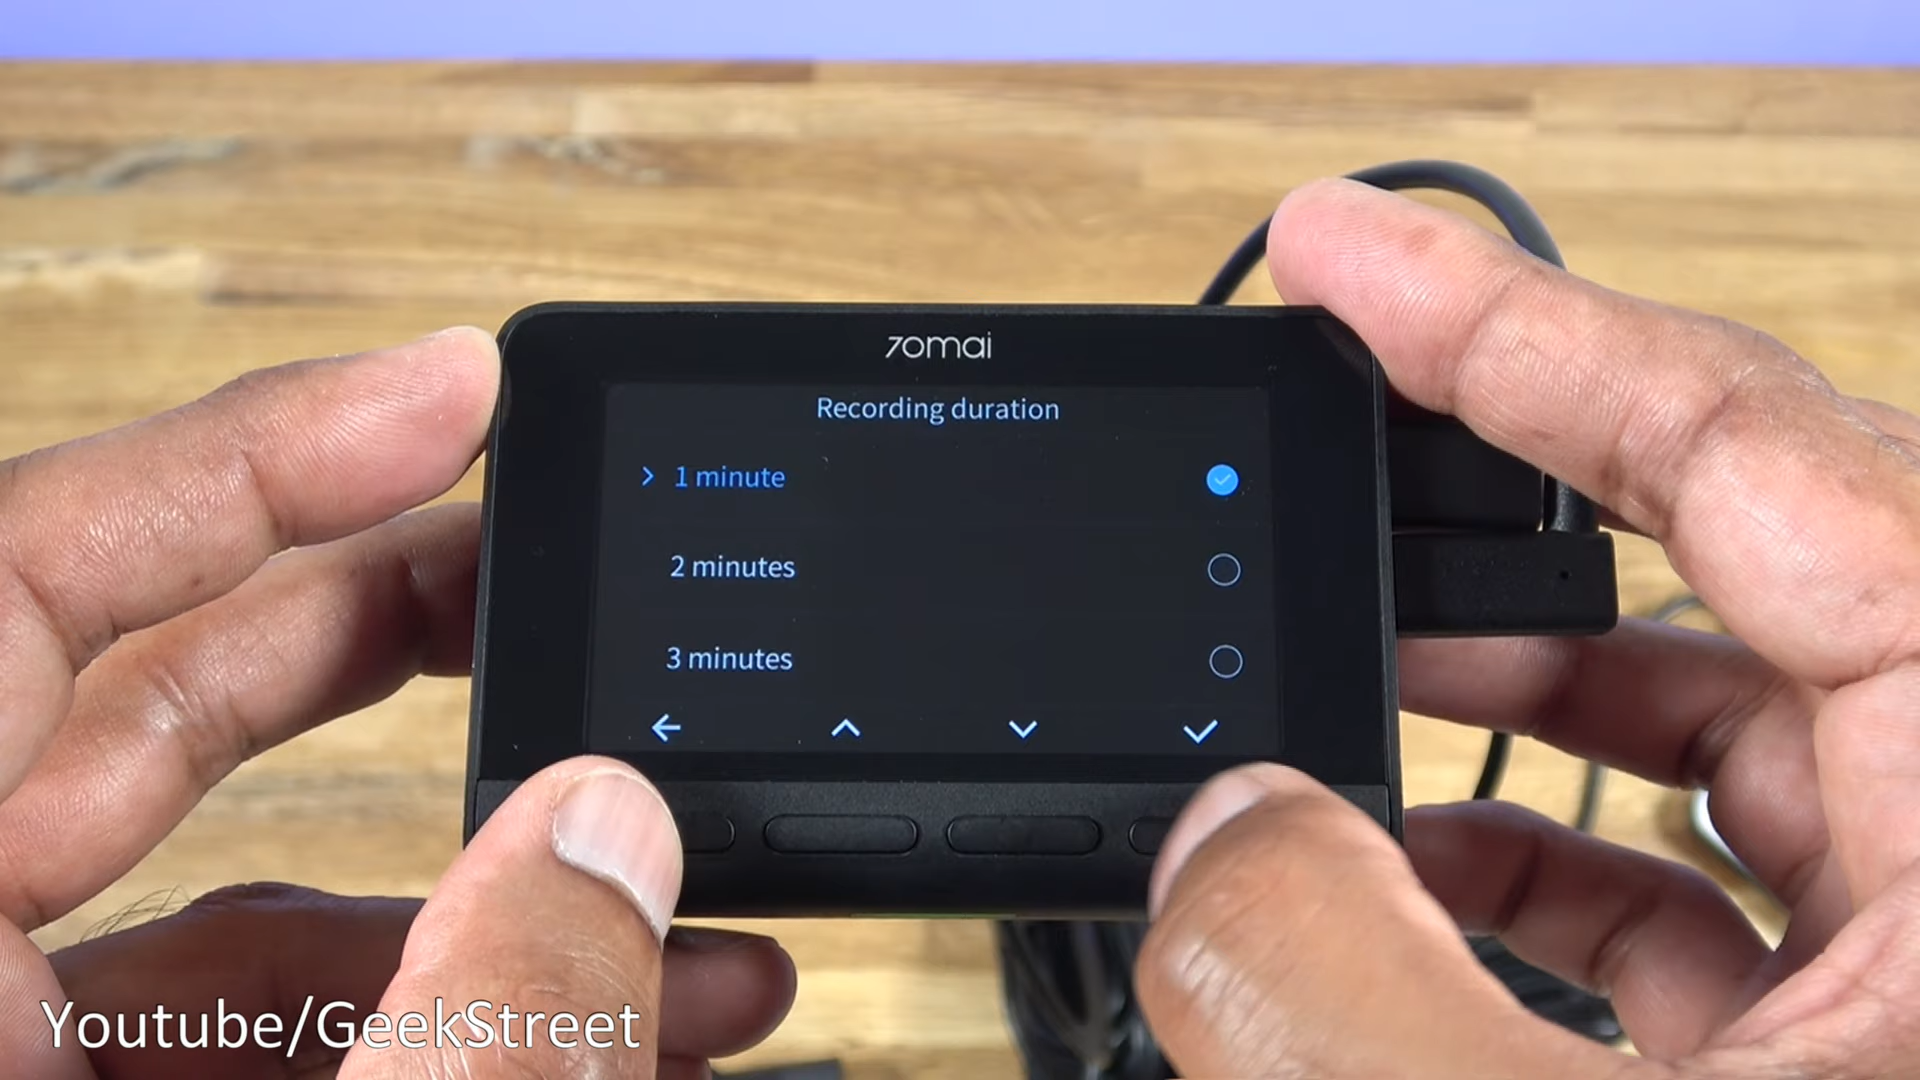 70mai
Recording duration
1 minute
2 minutes
3 minutes
Youtube/GeekStreet